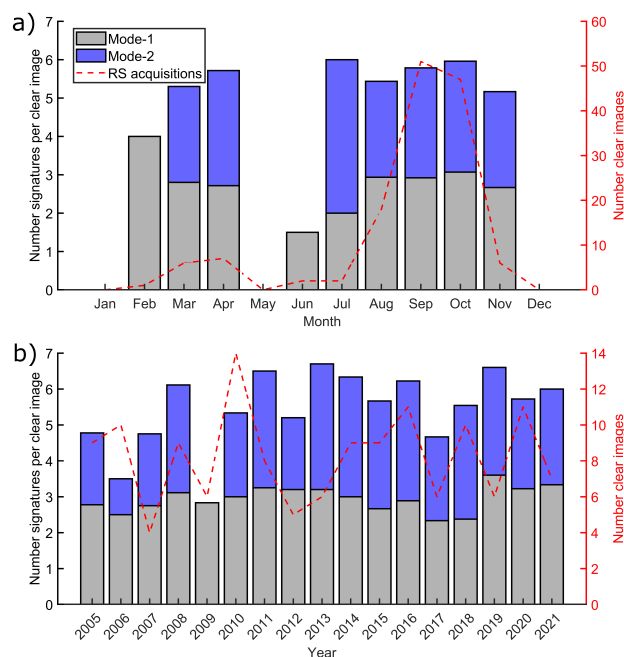 a)
Number signatures per clear image
7
6
5
4
3
2
1
0
Mode-1
Mode-2
RS acquisitions
60
50
40
30
20
10
0
Number clear images
Jan Feb Mar Apr May Jun Jul Aug Sep Oct Nov Dec
Month
b)
Number signatures per clear image
7
6
5
4
3
2
1
0
14
12
10
8
6
4
2
0
Number clear images
2005 2006 2007 2008 2009 2010 2011 2012 2013 2014 2015 2016 2017 2018 2019 2020 2021
Year